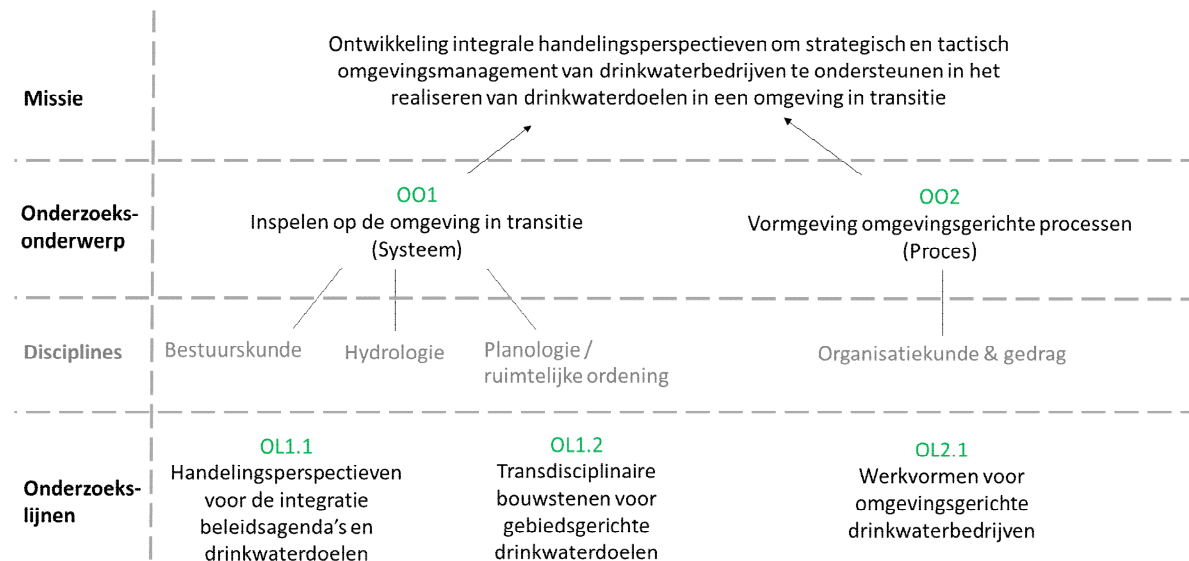 Missie
Ontwikkeling integrale handelingsperspectieven om strategisch en tactisch
omgevingsmanagement van drinkwaterbedrijven te ondersteunen in het
realiseren van drinkwaterdoelen in een omgeving in transitie
Onderzoeks-
onderwerp
OO1
Inspelen op de omgeving in transitie
(Systeem)
OO2
Vormgeving omgevingsgerichte processen
(Proces)
Disciplines
Bestuurskunde
Hydrologie
Planologie /
ruimtelijke ordening
Organisatiekunde & gedrag
Onderzoeks-
lijnen
OL1.1
Handelingsperspectieven
voor de integratie
beleidsagenda’s en
drinkwaterdoelen
OL1.2
Transdisciplinaire
bouwstenen voor
gebiedsgerichte
drinkwaterdoelen
OL2.1
Werkvormen voor
omgevingsgerichte
drinkwaterbedrijven